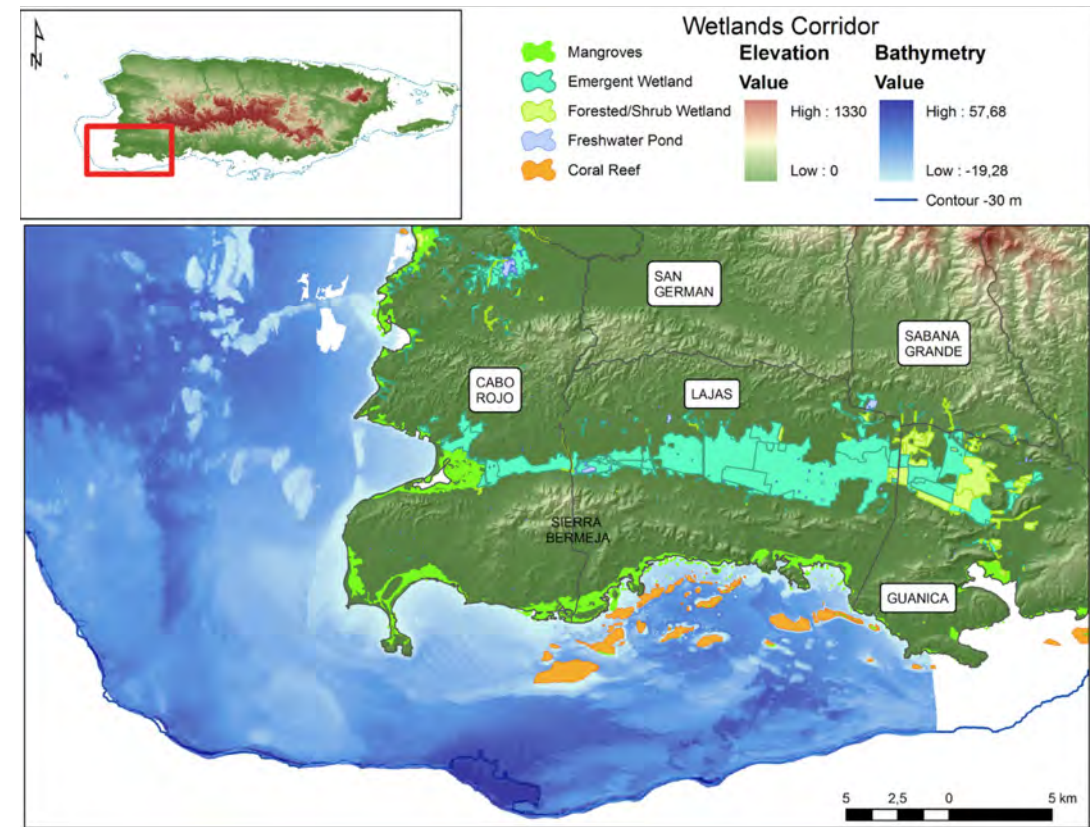 N
Wetlands Corridor
Mangroves
Emergent Wetland
Forested/Shrub Wetland
Freshwater Pond
Coral Reef
Elevation
Value
High : 1330
Low : 0
Bathymetry
Value
High : 57,68
Low : -19,28
Contour -30 m
SAN
GERMAN
SABANA
GRANDE
CABO
ROJO
LAJAS
SIERRA
BERMEJA
GUANICA
5 2,5 0 5 km